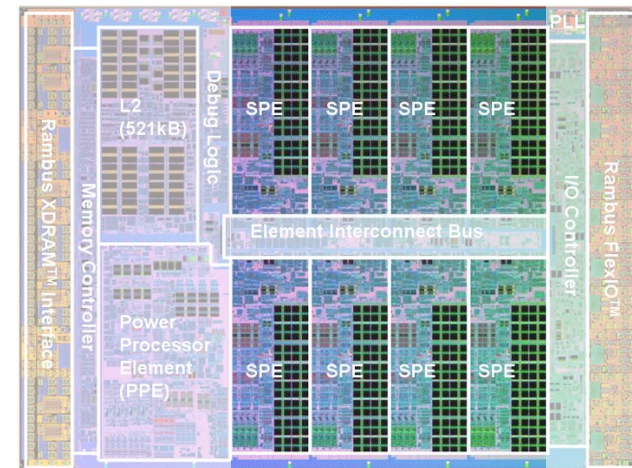 Rambus XDRAM™ Interface
Memory Controller
L2
(521kB)
Debug Logic
SPE
SPE
SPE
SPE
PLL
I/O Controller
Rambus FlexIO™
Element Interconnect Bus
Power
Processor
Element
(PPE)
SPE
SPE
SPE
SPE